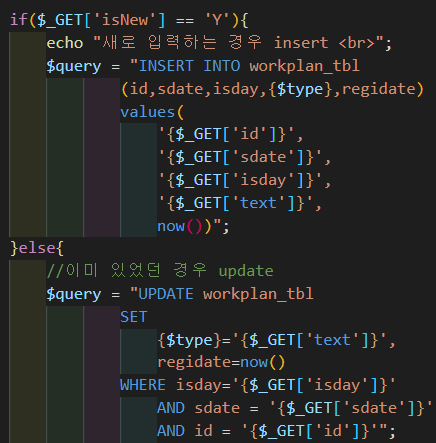 if($_GET['isNew'] == 'Y'){
echo "새로 입력하는 경우 insert <br>";
$query = "INSERT INTO workplan_tbl
(id,sdate,isday,{$type},regidate)
values(
'{$_GET['id']}',
'{$_GET['sdate']}',
'{$_GET['isday']}',
'{$_GET['text']}',
now())";
}else{
//이미 있었던 경우 update
$query = "UPDATE workplan_tbl
SET
{$type}='{$_GET['text']}',
regidate=now()
WHERE isday='{$_GET['isday']}'
AND sdate = '{$_GET['sdate']}'
AND id = '{$_GET['id']}'";